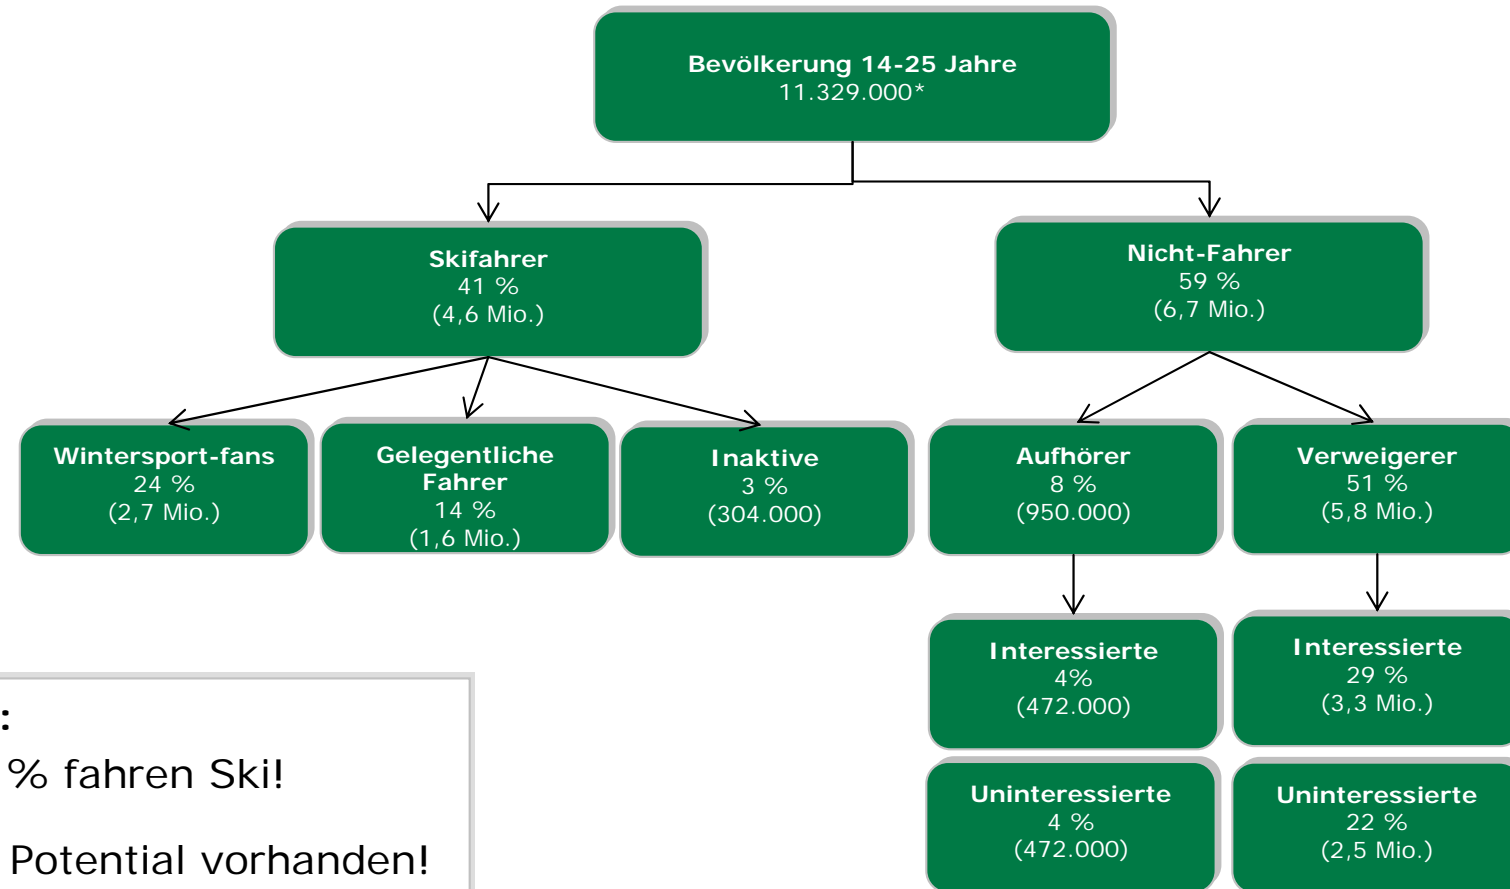 Bevölkerung 14-25 Jahre
11.329.000*
Skifahrer
41 %
(4,6 Mio.)
Nicht-Fahrer
59 %
(6,7 Mio.)
Wintersport-fans
24 %
(2,7 Mio.)
Gelegentliche
Fahrer
14 %
(1,6 Mio.)
Inaktive
3 %
(304.000)
Aufhörer
8 %
(950.000)
Verweigerer
51 %
(5,8 Mio.)
Interessierte
4%
(472.000)
Interessierte
29 %
(3,3 Mio.)
Uninteressierte
4 %
(472.000)
Uninteressierte
22 %
(2,5 Mio.)
:
% fahren Ski!
Potential vorhanden!